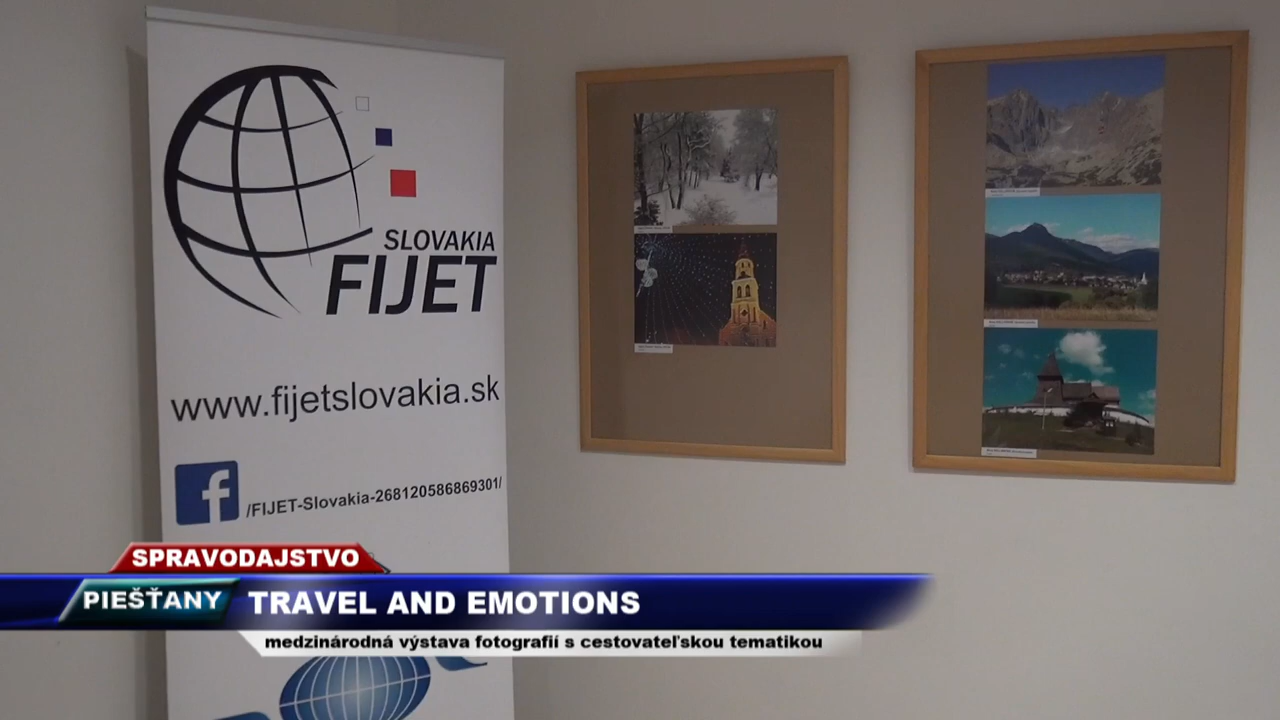 SLOVAKIA
FIJET
www.fijetslovakia.sk
f
/FIJET-Slovakia-268120586869301/
SPRAVODAJSTVO
PIEŠŤANY
TRAVEL AND EMOTIONS
medzinárodná výstava fotografií s cestovateľskou tematikou